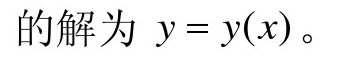 的解为 y = y(x)。